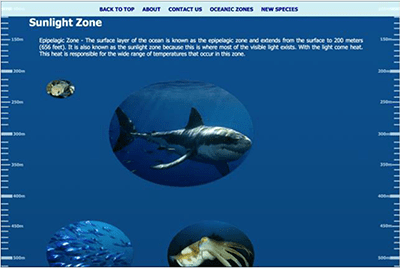 BACK TO TOP ABOUT CONTACT US OCEANIC ZONES NEW SPECIES
Sunlight Zone
Epipelagic Zone - The surface layer of the ocean is known as the epipelagic zone and extends from the surface to 200 meters
(656 feet). It is also known as the sunlight zone because this is where most of the visible light exists. With the light come heat.
This heat is responsible for the wide range of temperatures that occur in this zone.
150m 150m
200m 200m
250m 250m
300m 300m
350m 350m
400m 400m
450m 450m
500m 500m